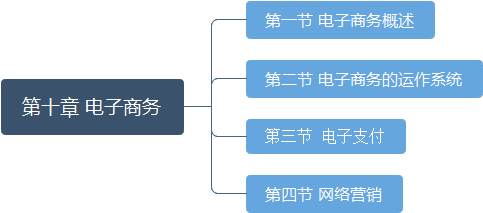 第十章 电子商务
第一节 电子商务概述
第二节 电子商务的运作系统
第三节  电子支付
第四节 网络营销